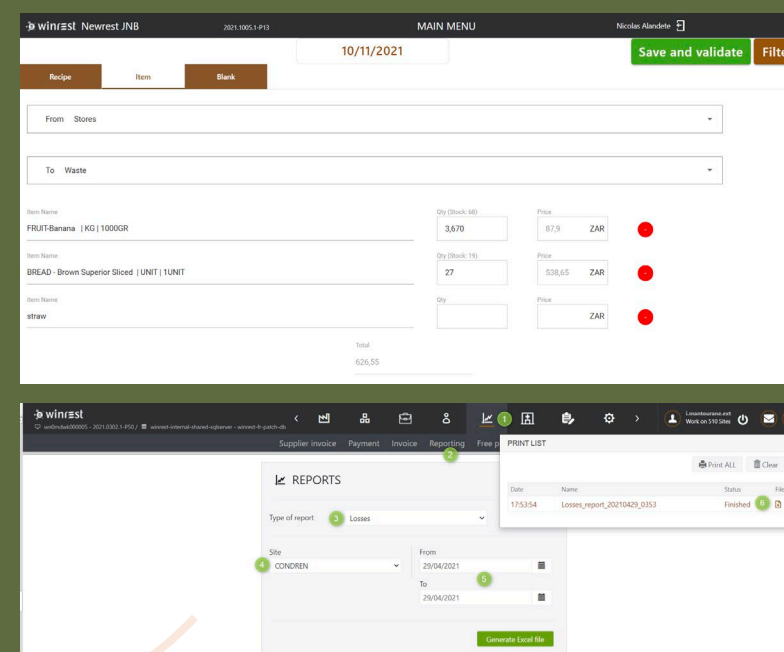 winrest Newrest JNB 2021.1005.1-P13 MAIN MENU Nicolas Alandete
10/11/2021 Save and validate Filte
Recipe Item Blank
From Stores
To Waste
Item Name Qty (Stock: 68) Price
FRUIT-Banana | KG | 1000GR 3,670 87,9 ZAR -
Item Name Qty (Stock: 19) Price
BREAD - Brown Superior Sliced | UNIT | 1UNIT 27 538,65 ZAR -
Item Name Qty Price
straw ZAR -
Total
626,55
winrest 1 Work on 510 Sites
Supplier invoice Payment Invoice Reporting Free p
2
PRINT LIST
Print ALL Clear
REPORTS
Date Name Status File
17:53:54 Losses_report_20210429_0353 Finished 6
Type of report 3 Losses
Site From
4 CONDREN 29/04/2021
To 5
29/04/2021
Generate Excel file